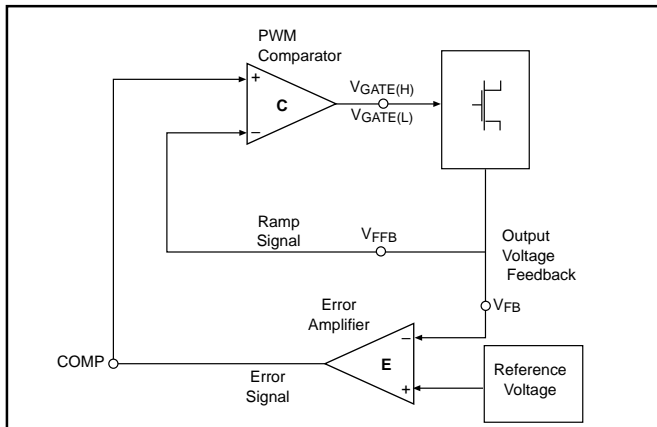 PWM
Comparator
+
C
−
VGATE(H)
VGATE(L)
Ramp
Signal
VFFB
Output
Voltage
Feedback
VFB
Error
Amplifier
−
E
+
COMP
Error
Signal
Reference
Voltage